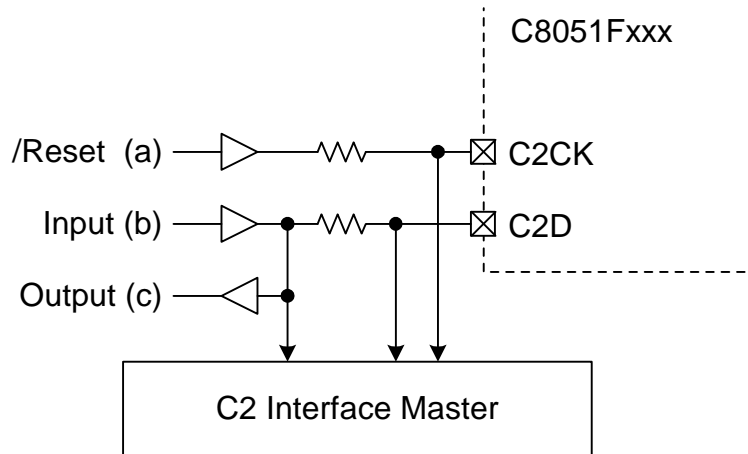 C8051Fxxx
/Reset (a)
C2CK
Input (b)
C2D
Output (c)
C2 Interface Master